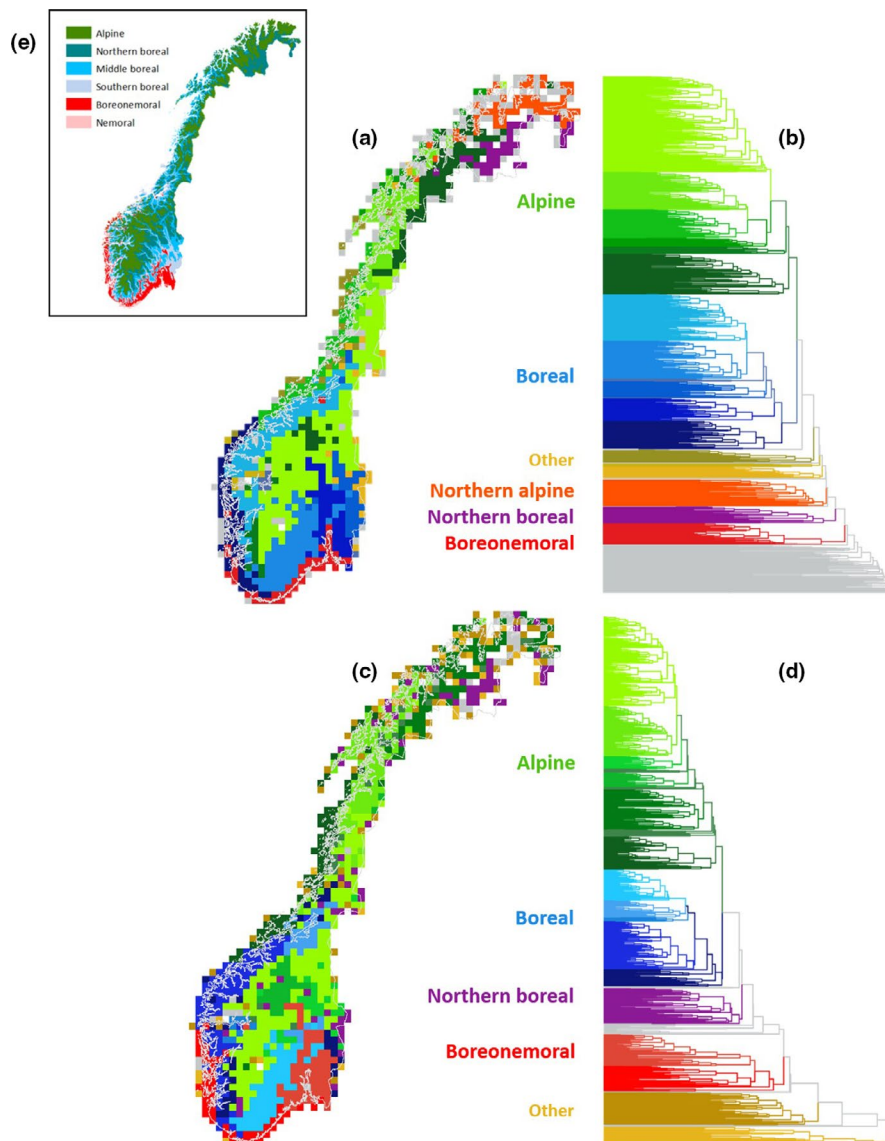 (e)
Alpine
Northern boreal
Middle boreal
Southern boreal
Boreonemoral
Nemoral
(a)
(b)
Alpine
Boreal
Other
Northern alpine
Northern boreal
Boreonemoral
(c)
(d)
Alpine
Boreal
Northern boreal
Boreonemoral
Other